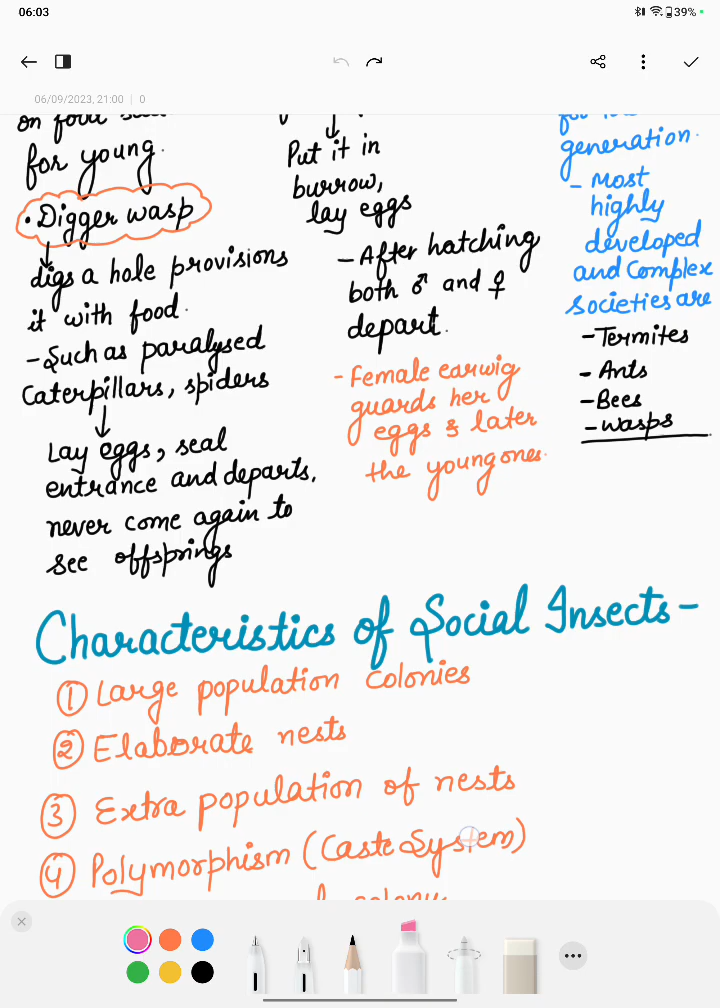 06:03
39%
06/09/2023, 21:00 | 0
on food
for young.
· Digger wasp
digs a hole provisions
it with food.
- Such as paralysed
Caterpillars, spiders
Lay eggs, seal
entrance and departs,
never come again to
see offsprings
Put it in
burrow,
lay eggs
- After hatching
both ♂ and ♀
depart.
- Female earwig
guards her
eggs & later
the young ones.
generation.
- Most
highly
developed
and Complex
Societies are
- Termites
- Ants
- Bees
- wasps
Characteristics of Social Insects -
① Large population colonies
② Elaborate nests
③ Extra population of nests
④ Polymorphism (Caste System)
colony